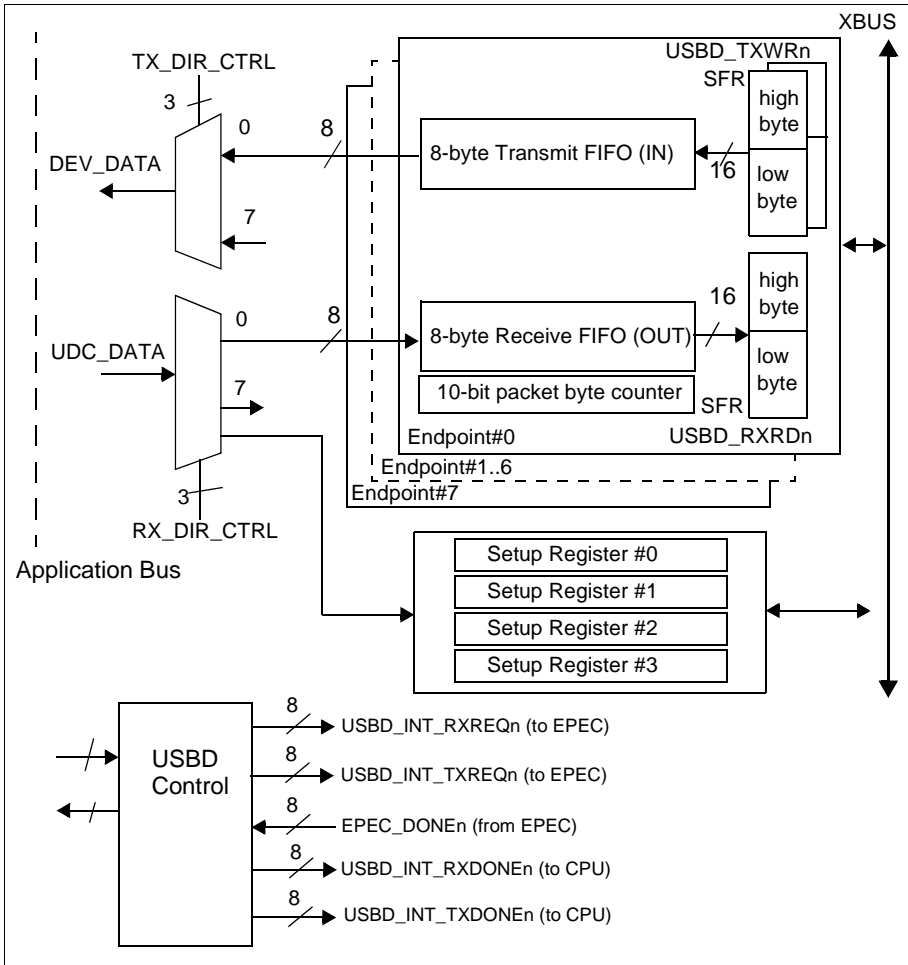 XBUS
USBD_TXWRn
TX_DIR_CTRL
SFR
3
high
byte
0
8
8-byte Transmit FIFO (IN)
16
low
byte
DEV_DATA
7
high
byte
0
8
16
8-byte Receive FIFO (OUT)
UDC_DATA
low
byte
7
10-bit packet byte counter
SFR
Endpoint#0
USBD_RXRDn
Endpoint#1..6
3
Endpoint#7
RX_DIR_CTRL
Application Bus
Setup Register #0
Setup Register #1
Setup Register #2
Setup Register #3
USBD
Control
8
USBD_INT_RXREQn (to EPEC)
8
USBD_INT_TXREQn (to EPEC)
8
EPEC_DONEn (from EPEC)
8
USBD_INT_RXDONEn (to CPU)
8
USBD_INT_TXDONEn (to CPU)